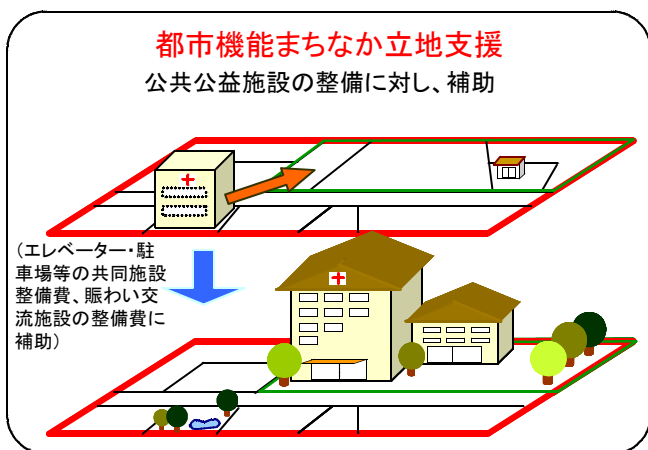 都市機能まちなか立地支援
公共公益施設の整備に対し、補助
(エレベーター・駐
車場等の共同施設
整備費、賑わい交
流施設の整備費に
補助)